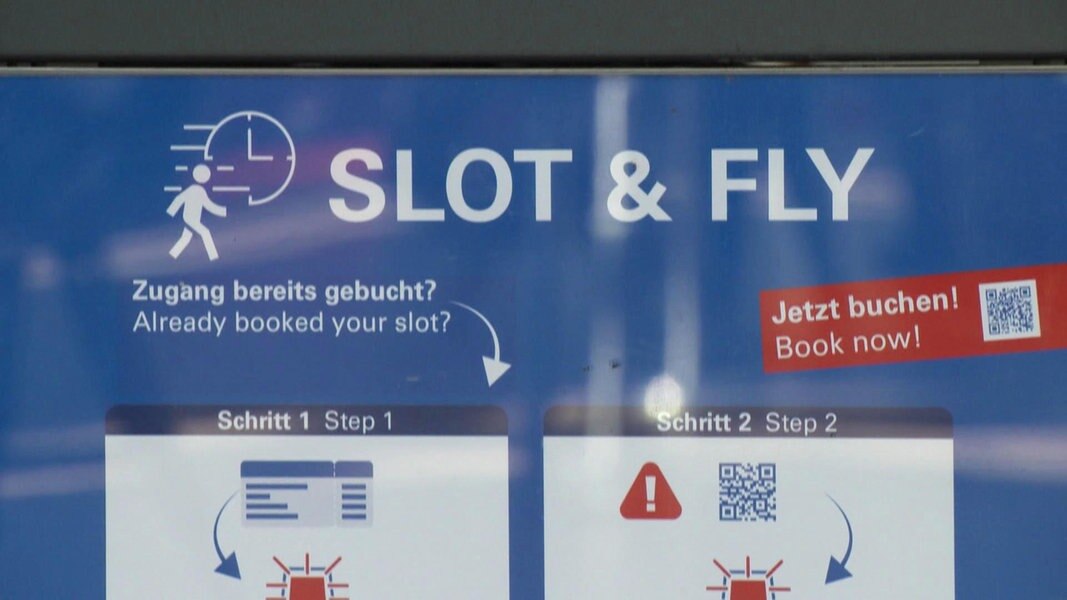 SLOT & FLY
Zugang bereits gebucht?
Already booked your slot?
Jetzt buchen!
Book now!
Schritt 1 Step 1
Schritt 2 Step 2